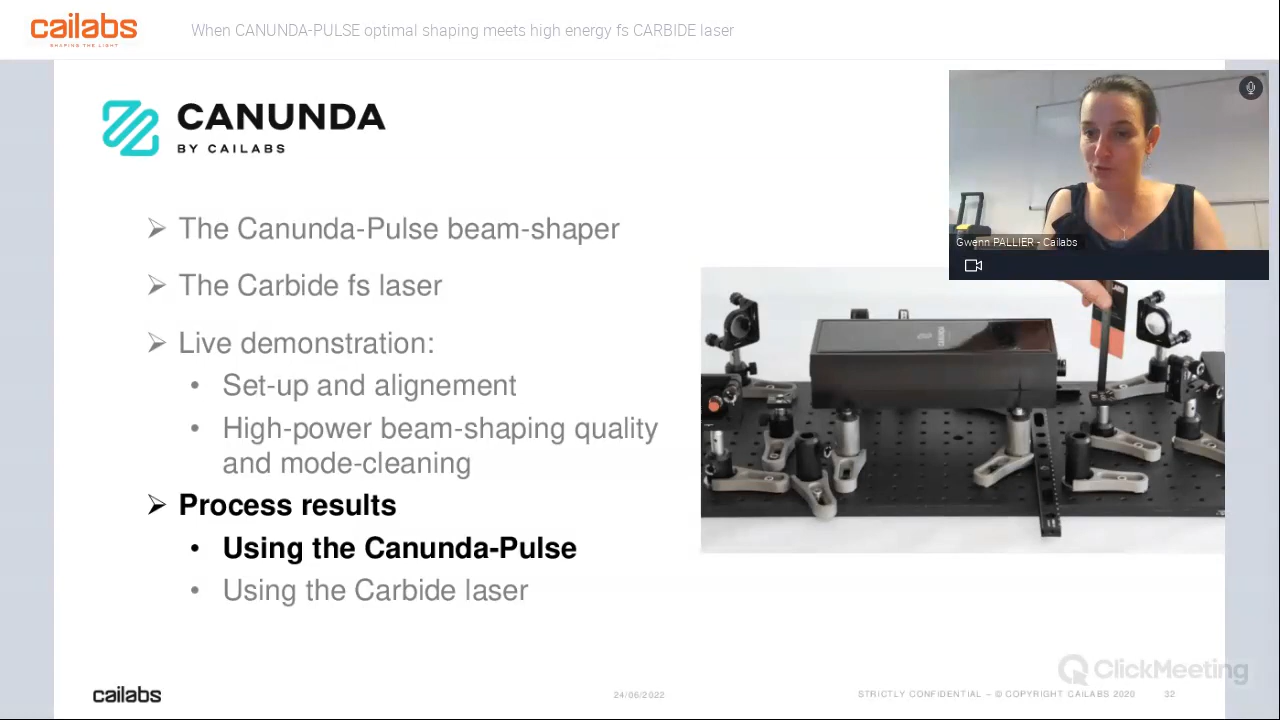 cailabs
SHAPING THE LIGHT
When CANUNDA-PULSE optimal shaping meets high energy fs CARBIDE laser
CANUNDA
BY CAILABS
Gwenn PALLIER - Cailabs
➢ The Canunda-Pulse beam-shaper
➢ The Carbide fs laser
➢ Live demonstration:
• Set-up and alignement
• High-power beam-shaping quality
and mode-cleaning
➢ Process results
• Using the Canunda-Pulse
• Using the Carbide laser
CANUNDA
ClickMeeting
cailabs
24/06/2022
STRICTLY CONFIDENTIAL – © COPYRIGHT CAILABS 2020
32